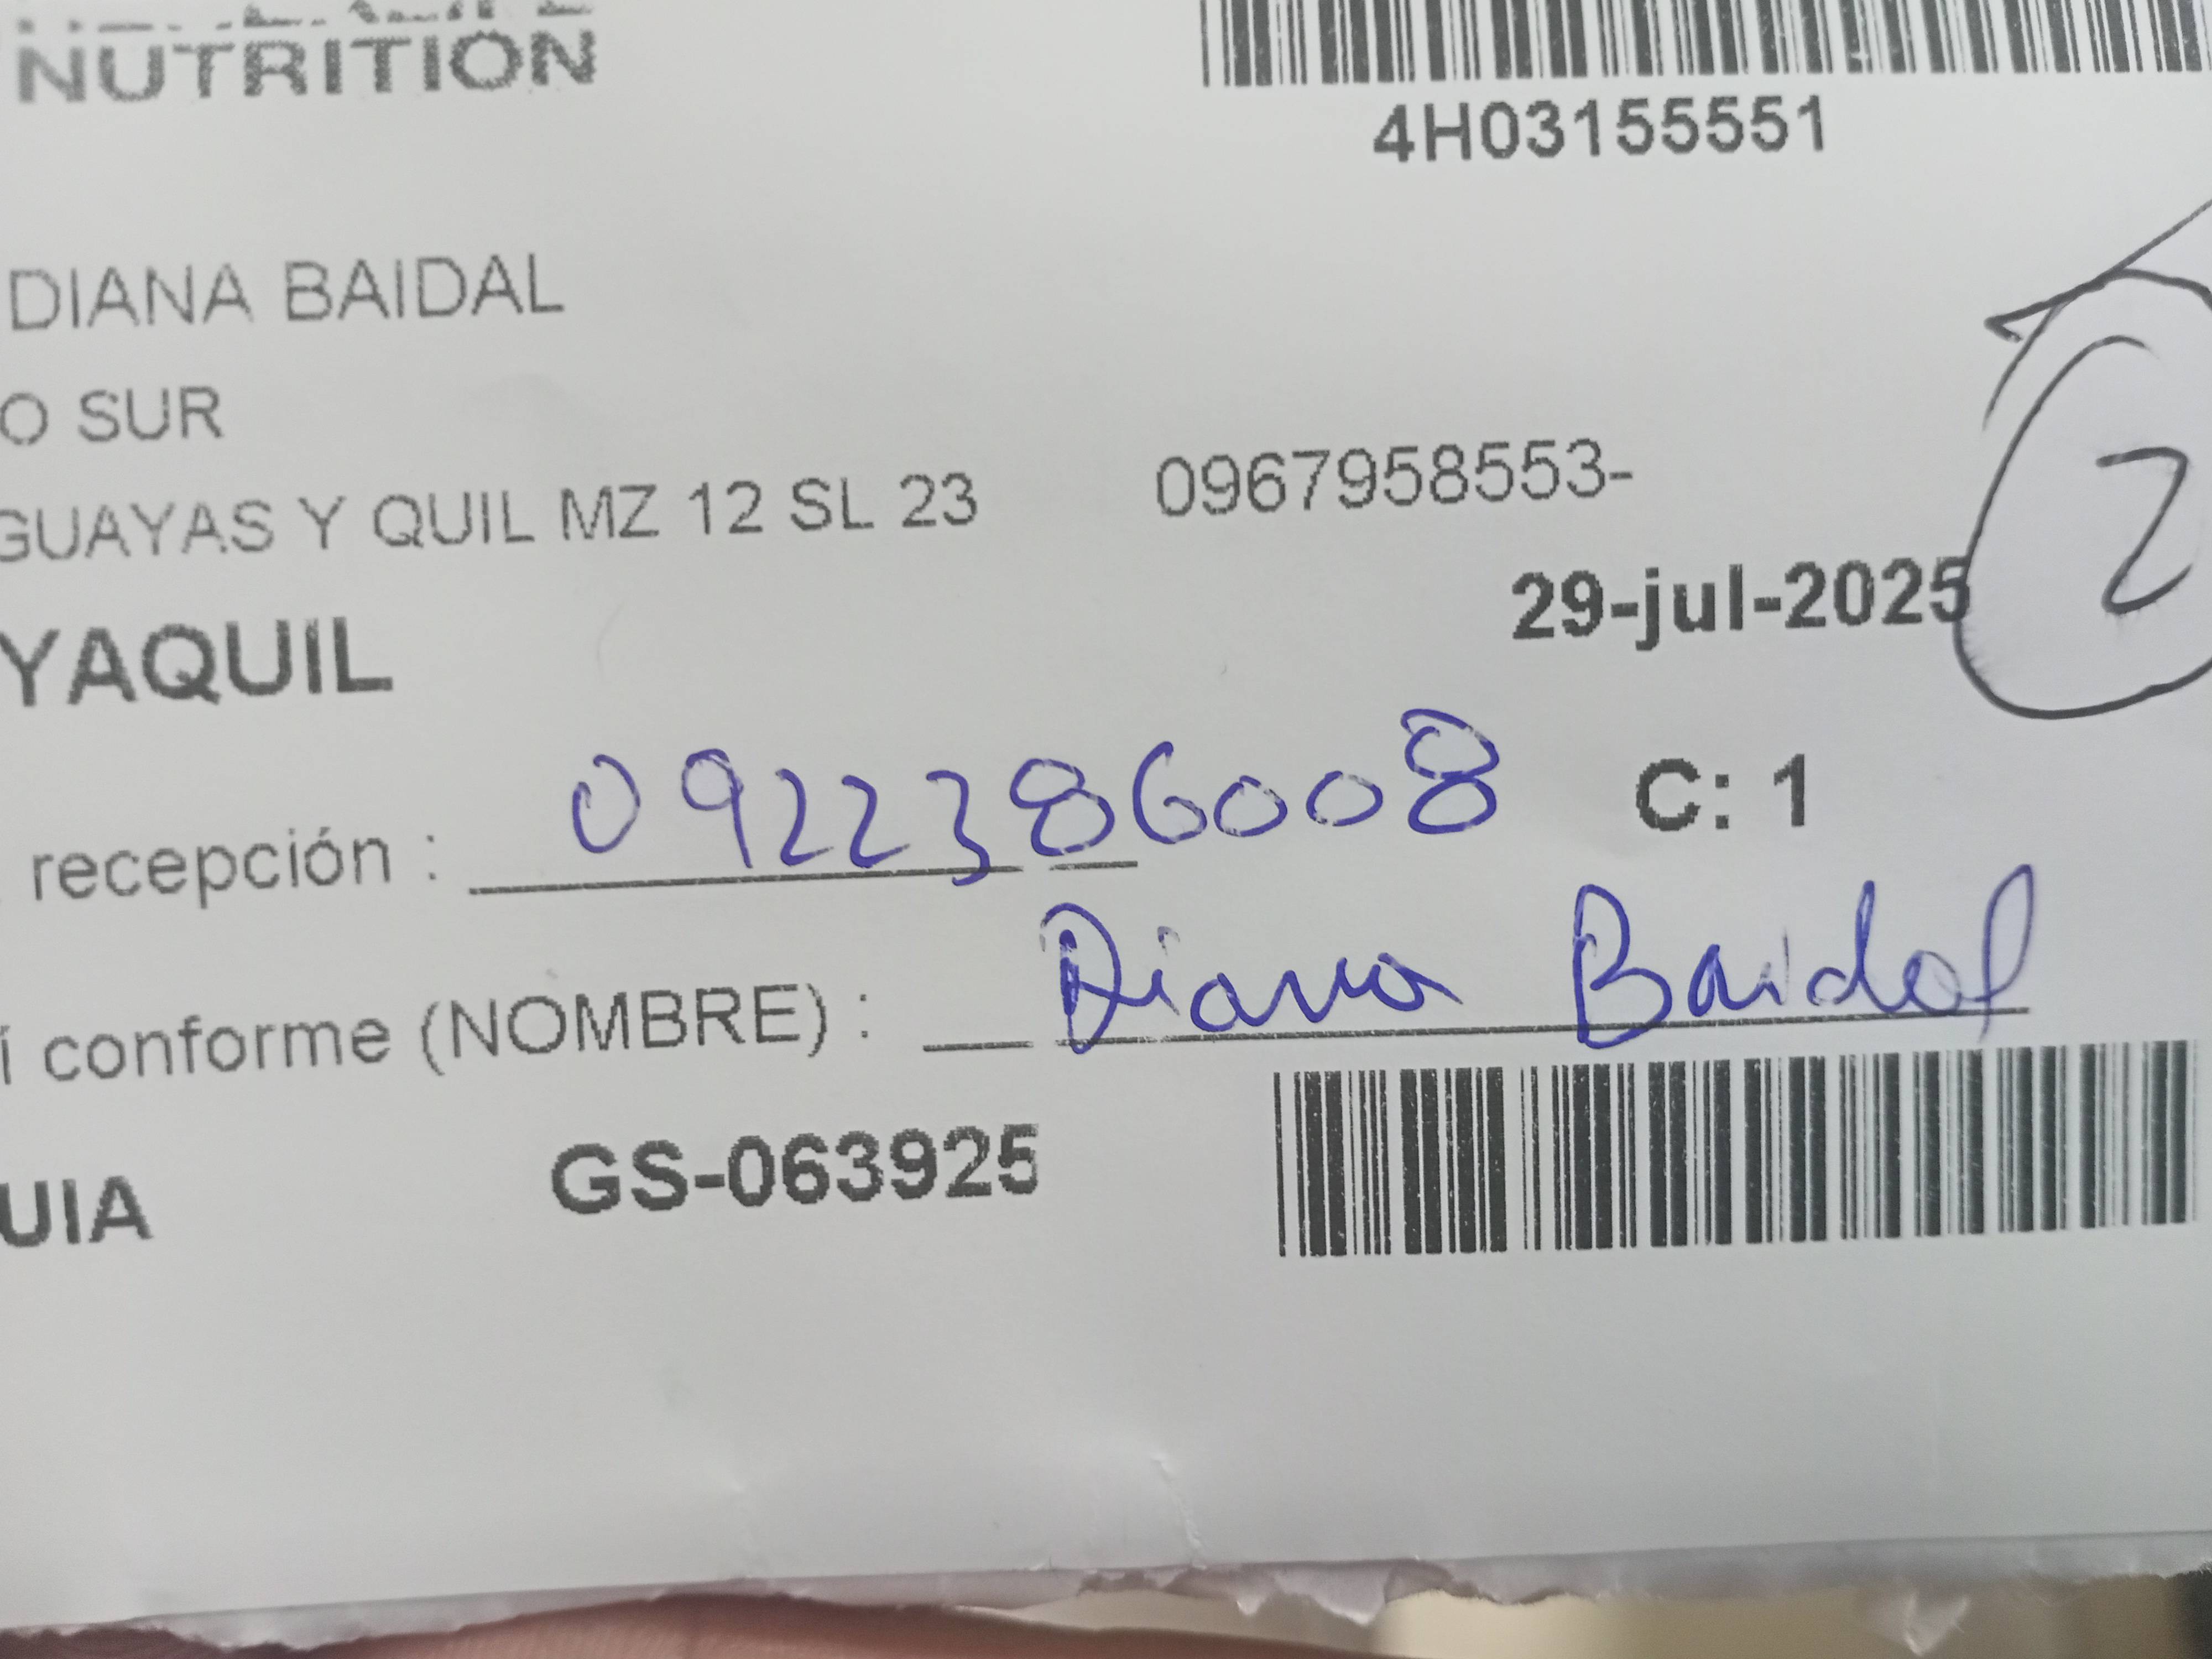 NUTRITION
4H03155551
DIANA BAIDAL
O SUR
GUAYAS Y QUIL MZ 12 SL 23 0967958553-
29-jul-2025
2
YAQUIL
recepción : 0922386008 C: 1
í conforme (NOMBRE) : Diana Baidal
UIA GS-063925